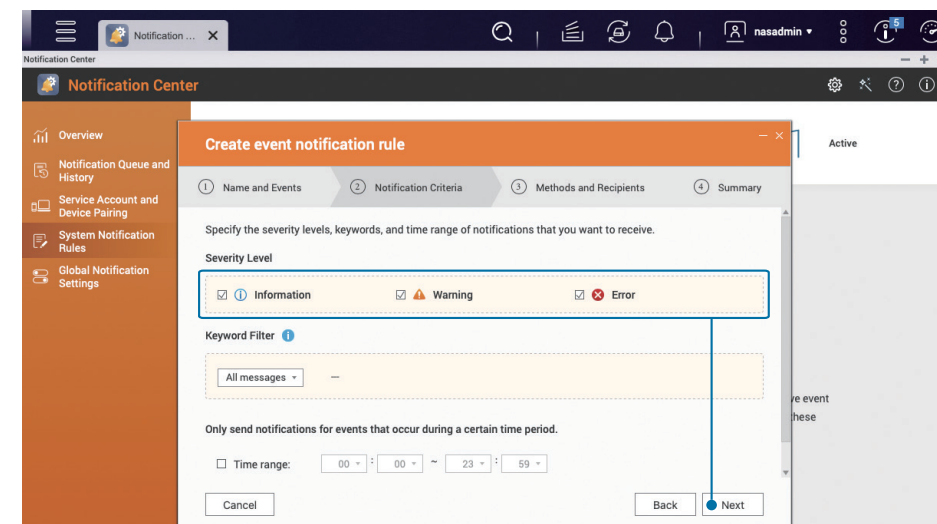 Notification ...
nasadmin
5
Notification Center
Notification Center
Overview
Notification Queue and
History
Service Account and
Device Pairing
System Notification
Rules
Global Notification
Settings
Active
Create event notification rule
1 Name and Events
2 Notification Criteria
3 Methods and Recipients
4 Summary
Specify the severity levels, keywords, and time range of notifications that you want to receive.
Severity Level
Information
Warning
Error
Keyword Filter
All messages
—
Only send notifications for events that occur during a certain time period.
Time range: 00 : 00 ~ 23 : 59
Cancel
Back
Next
ve event
these